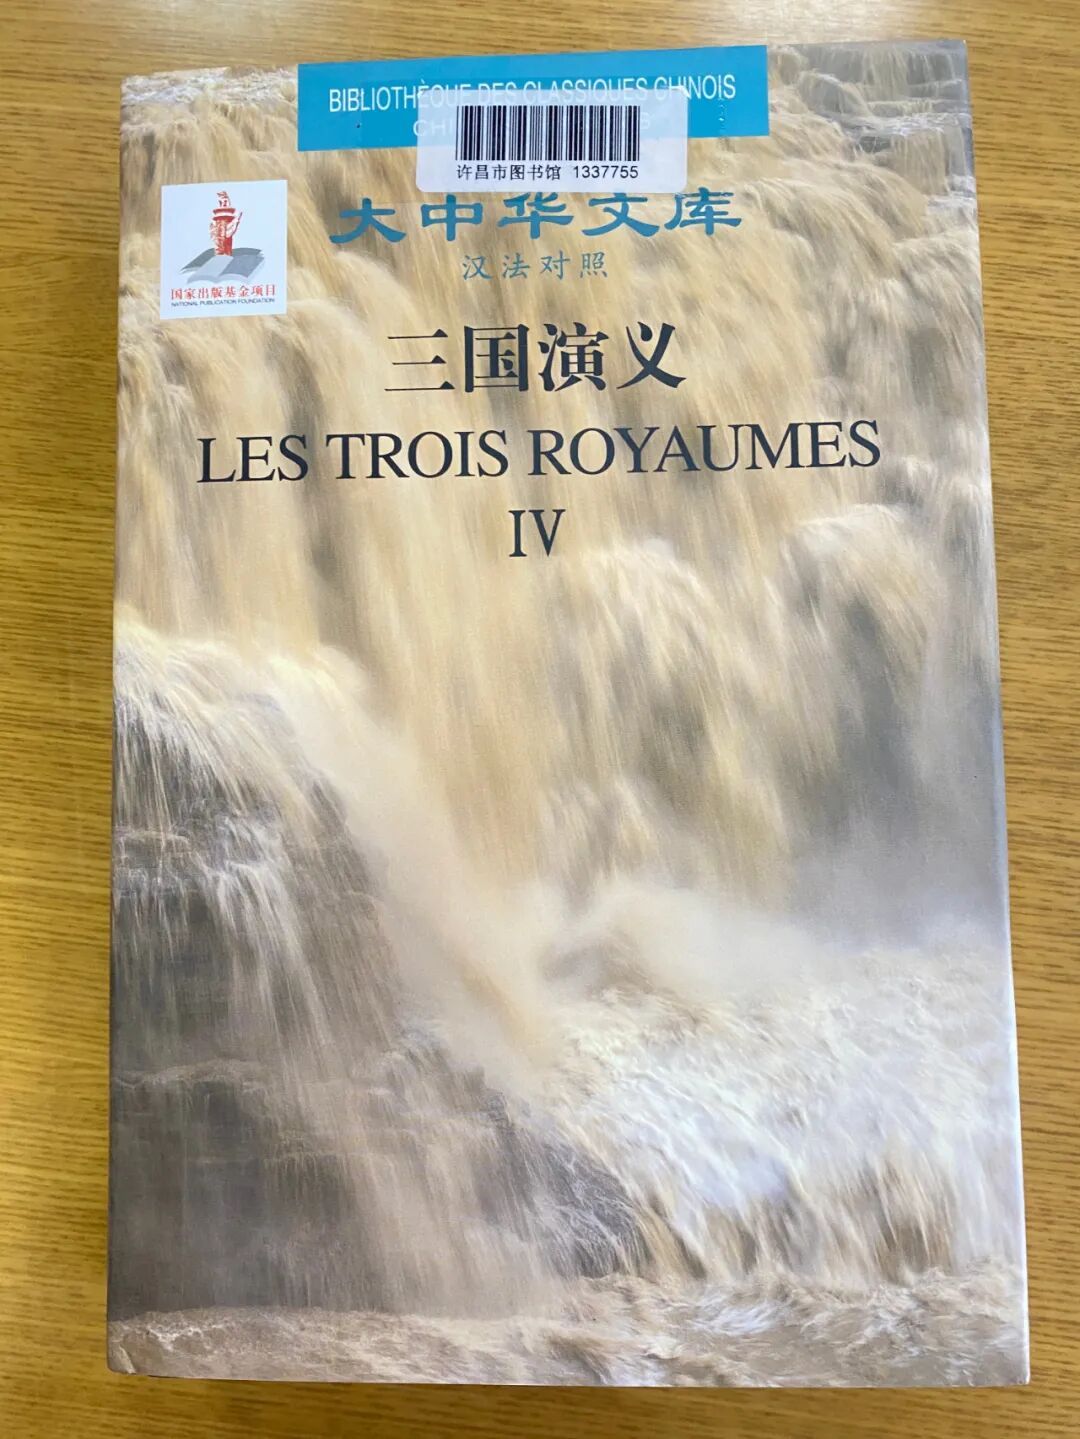 BIBLIOTHÈQUE DES CLASSIQUES CHINOIS
许昌市图书馆 1337755
大中华文库
汉法对照
国家出版基金项目
NATIONAL PUBLICATION FOUNDATION
三国演义
LES TROIS ROYAUMES
IV